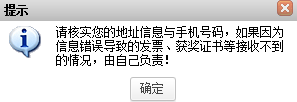 提示
请核实您的地址信息与手机号码，如果因为
信息错误导致的发票、获奖证书等接收不到
的情况，由自己负责！
确定